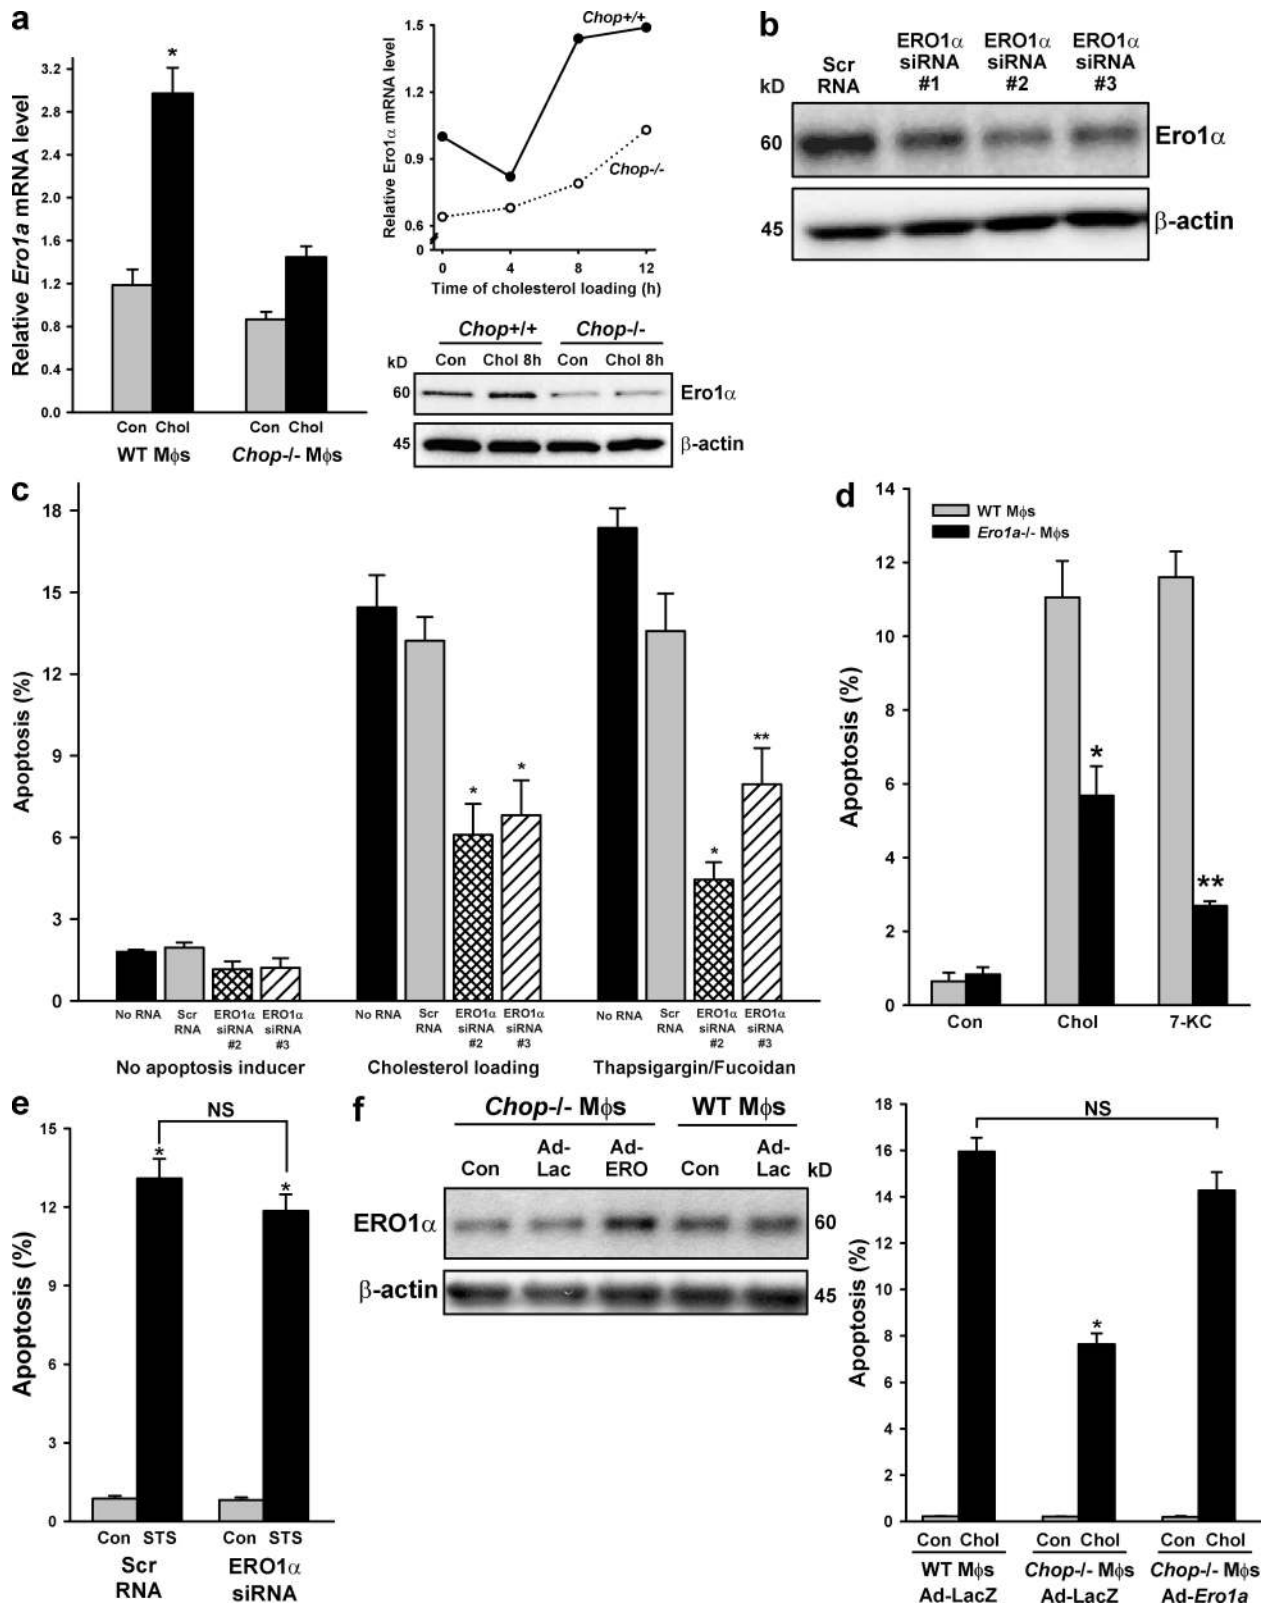 a
Relative Ero1a mRNA level
3.2
2.8
2.4
2.0
1.6
1.2
0.8
0.4
0.0
*
Con Chol Con Chol
WT Mφs Chop-/- Mφs
Relative Ero1α mRNA level
1.5
1.2
0.9
0.6
0
Chop+/+
Chop-/-
0 4 8 12
Time of cholesterol loading (h)
Chop+/+ Chop-/-
kD Con Chol 8h Con Chol 8h
60 Ero1α
45 β-actin
b
kD
Scr
RNA
ERO1α
siRNA
#1
ERO1α
siRNA
#2
ERO1α
siRNA
#3
60 Ero1α
45 β-actin
c
Apoptosis (%)
18
15
12
9
6
3
0
* * * **
No RNA
Scr
RNA
ERO1α
siRNA
#2
ERO1α
siRNA
#3
No RNA
Scr
RNA
ERO1α
siRNA
#2
ERO1α
siRNA
#3
No RNA
Scr
RNA
ERO1α
siRNA
#2
ERO1α
siRNA
#3
No apoptosis inducer Cholesterol loading Thapsigargin/Fucoidan
d
Apoptosis (%)
14
12
10
8
6
4
2
0
WT Mφs
Ero1a-/- Mφs
* **
Con Chol 7-KC
e
Apoptosis (%)
15
12
9
6
3
0
NS
* *
Con STS Con STS
Scr
RNA
ERO1α
siRNA
f
Chop-/- Mφs WT Mφs
Con
Ad-
Lac
Ad-
ERO
Con
Ad-
Lac
kD
ERO1α 60
β-actin 45
Apoptosis (%)
18
16
14
12
10
8
6
4
2
0
NS
*
Con Chol Con Chol Con Chol
WT Mφs Chop-/- Mφs Chop-/- Mφs
Ad-LacZ Ad-LacZ Ad-Ero1a